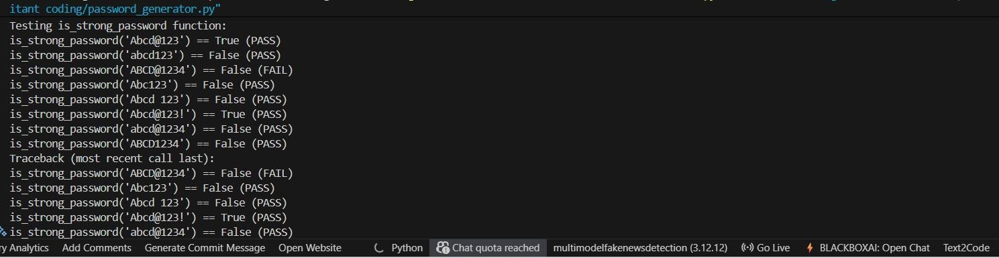 itant coding/password_generator.py"
Testing is_strong_password function:
is_strong_password('Abcd@123') == True (PASS)
is_strong_password('abcd123') == False (PASS)
is_strong_password('ABCD@1234') == False (FAIL)
is_strong_password('Abc123') == False (PASS)
is_strong_password('Abcd 123') == False (PASS)
is_strong_password('Abcd@123!') == True (PASS)
is_strong_password('abcd@1234') == False (PASS)
is_strong_password('ABCD1234') == False (PASS)
Traceback (most recent call last):
is_strong_password('ABCD@1234') == False (FAIL)
is_strong_password('Abc123') == False (PASS)
is_strong_password('Abcd 123') == False (PASS)
is_strong_password('Abcd@123!') == True (PASS)
is_strong_password('abcd@1234') == False (PASS)
ry Analytics Add Comments Generate Commit Message Open Website Python Chat quota reached multimodelfakenewsdetection (3.12.12) Go Live BLACKBOXAI: Open Chat Text2Code